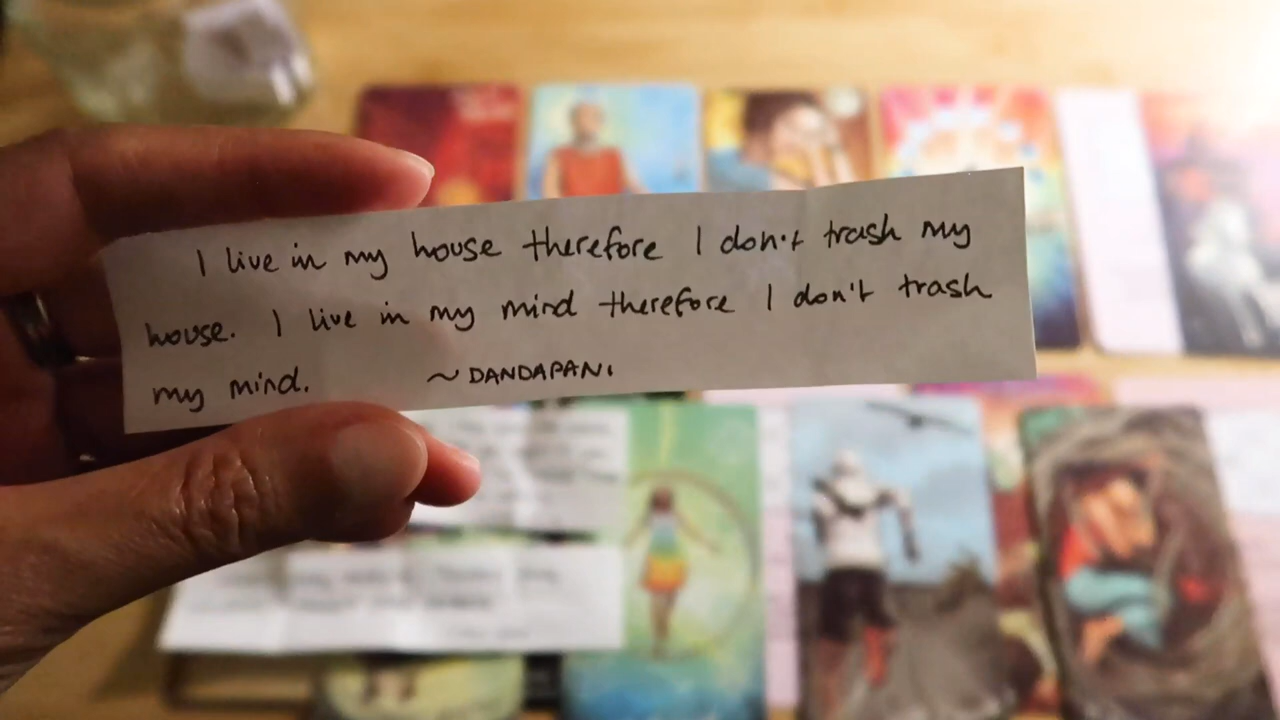 I live in my house therefore I don't trash my
house. I live in my mind therefore I don't trash
my mind. ~ DANDAPANI